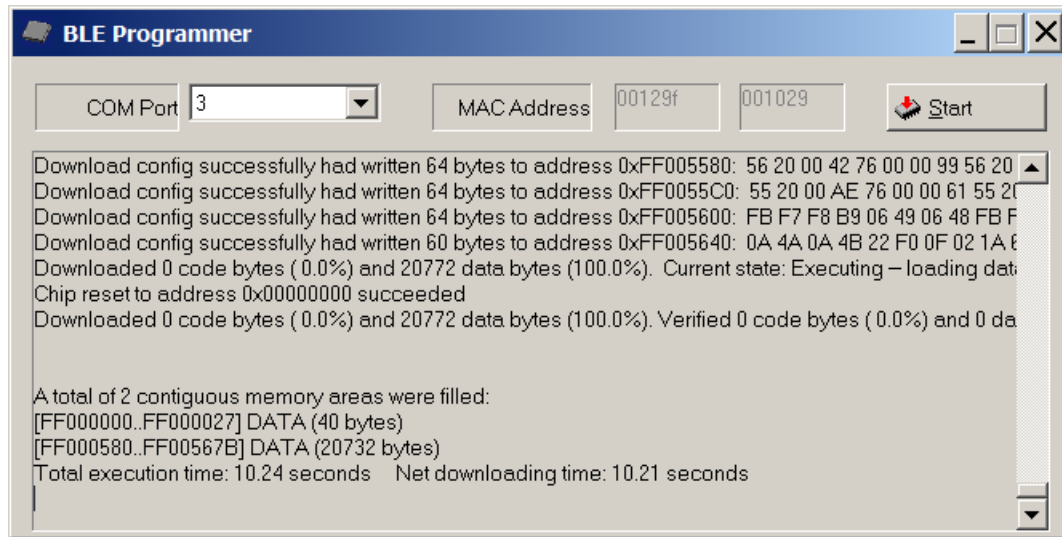 BLE Programmer
COM Port 3 MAC Address 00129f 001029 Start
Download config successfully had written 64 bytes to address 0xFF005580: 56 20 00 42 76 00 00 99 56 20
Download config successfully had written 64 bytes to address 0xFF0055C0: 55 20 00 AE 76 00 00 61 55 20
Download config successfully had written 64 bytes to address 0xFF005600: FB F7 F8 B9 06 49 06 48 FB F
Download config successfully had written 60 bytes to address 0xFF005640: 0A 4A 0A 4B 22 F0 0F 02 1A 6
Downloaded 0 code bytes ( 0.0%) and 20772 data bytes (100.0%). Current state: Executing – loading dat
Chip reset to address 0x00000000 succeeded
Downloaded 0 code bytes ( 0.0%) and 20772 data bytes (100.0%). Verified 0 code bytes ( 0.0%) and 0 da
A total of 2 contiguous memory areas were filled:
[FF000000..FF000027] DATA (40 bytes)
[FF000580..FF00567B] DATA (20732 bytes)
Total execution time: 10.24 seconds Net downloading time: 10.21 seconds